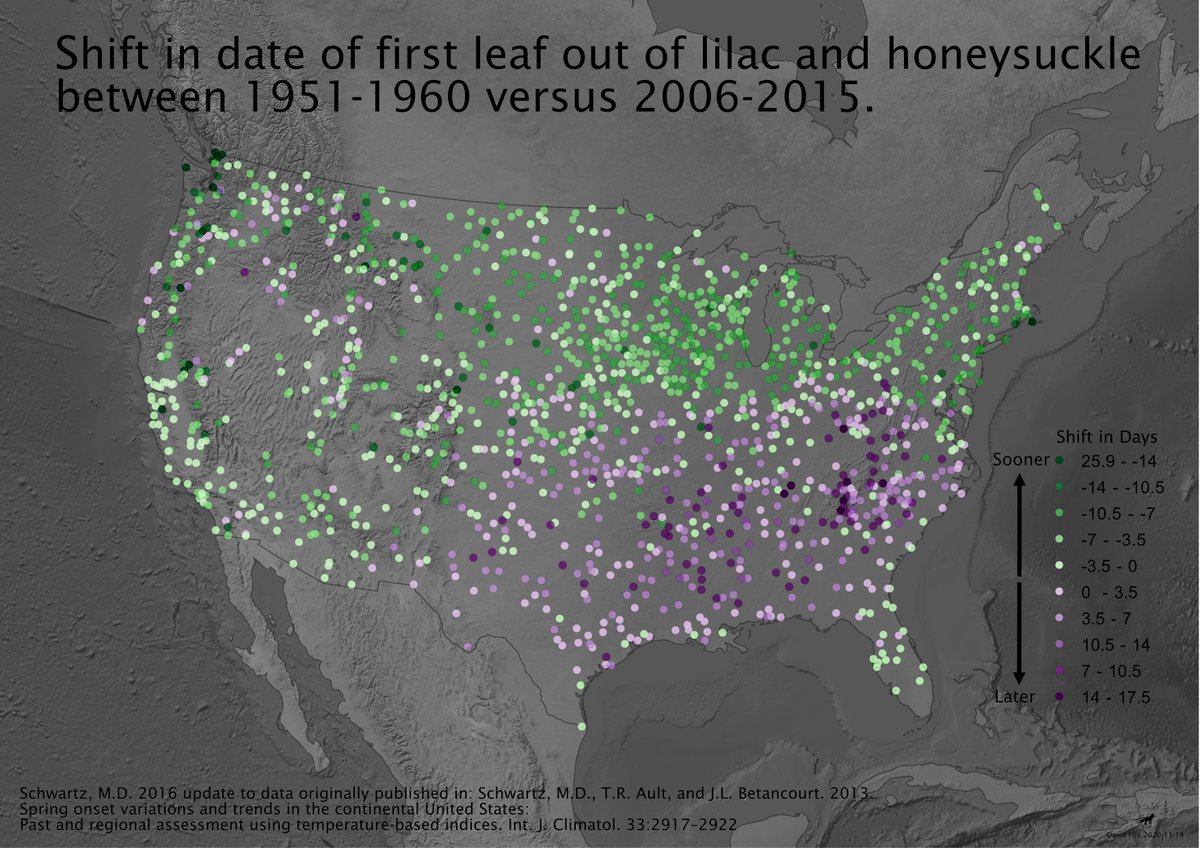 Shift in date of first leaf out of lilac and honeysuckle
between 1951-1960 versus 2006-2015.
Shift in Days
Sooner
25.9 - -14
-14 - -10.5
-10.5 - -7
-7 - -3.5
-3.5 - 0
0 - 3.5
3.5 - 7
10.5 - 14
7 - 10.5
Later
14 - 17.5
Schwartz, M.D. 2016 update to data originally published in: Schwartz, M.D., T.R. Ault, and J.L. Betancourt. 2013.
Spring onset variations and trends in the continental United States:
Past and regional assessment using temperature-based indices. Int. J. Climatol. 33:2917–2922
David Fox 2020-11-14